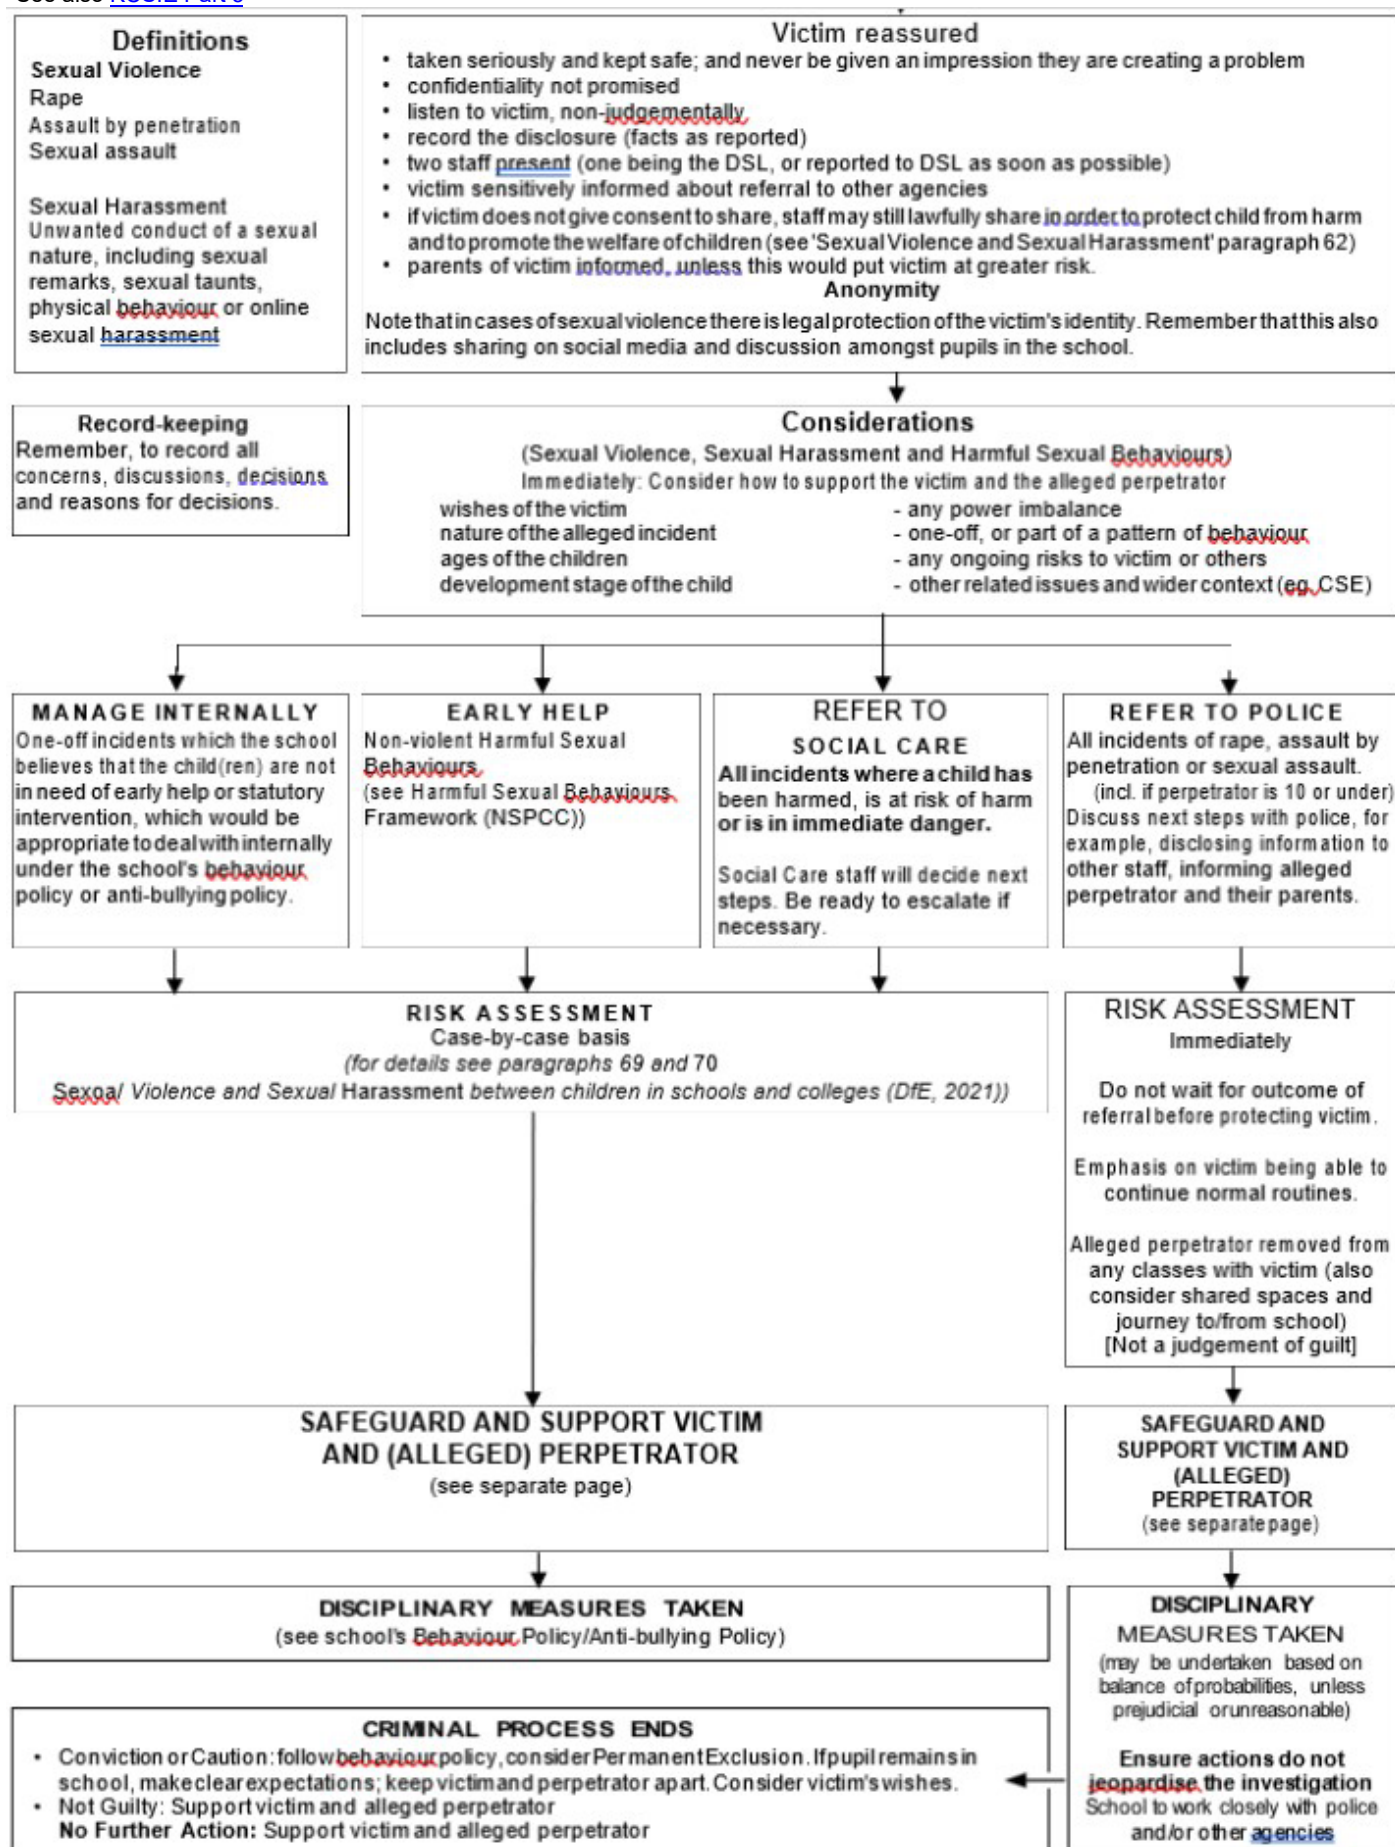 Definitions
Sexual Violence
Rape
Assault by penetration
Sexual assault
Sexual Harassment
Unwanted conduct of a sexual
nature, including sexual
remarks, sexual taunts,
physical behaviour or online
sexual harassment
Victim reassured
• taken seriously and kept safe; and never be given an impression they are creating a problem
• confidentiality not promised
• listen to victim, non-judgementally
• record the disclosure (facts as reported)
• two staff present (one being the DSL, or reported to DSL as soon as possible)
• victim sensitively informed about referral to other agencies
• if victim does not give consent to share, staff may still lawfully share in order to protect child from harm
and to promote the welfare of children (see 'Sexual Violence and Sexual Harassment' paragraph 62)
• parents of victim informed, unless this would put victim at greater risk.
Anonymity
Note that in cases of sexual violence there is legal protection of the victim's identity. Remember that this also
includes sharing on social media and discussion amongst pupils in the school.
Record-keeping
Remember, to record all
concerns, discussions, decisions
and reasons for decisions.
Considerations
(Sexual Violence, Sexual Harassment and Harmful Sexual Behaviours)
Immediately: Consider how to support the victim and the alleged perpetrator
wishes of the victim - any power imbalance
nature of the alleged incident - one-off, or part of a pattern of behaviour
ages of the children - any ongoing risks to victim or others
development stage of the child - other related issues and wider context (eg. CSE)
MANAGE INTERNALLY
One-off incidents which the school
believes that the child(ren) are not
in need of early help or statutory
intervention, which would be
appropriate to deal with internally
under the school's behaviour
policy or anti-bullying policy.
EARLY HELP
Non-violent Harmful Sexual
Behaviours
(see Harmful Sexual Behaviours
Framework (NSPCC))
REFER TO
SOCIAL CARE
All incidents where a child has
been harmed, is at risk of harm
or is in immediate danger.
Social Care staff will decide next
steps. Be ready to escalate if
necessary.
REFER TO POLICE
All incidents of rape, assault by
penetration or sexual assault.
(incl. if perpetrator is 10 or under)
Discuss next steps with police, for
example, disclosing information to
other staff, informing alleged
perpetrator and their parents.
RISK ASSESSMENT
Case-by-case basis
(for details see paragraphs 69 and 70
Sexoal Violence and Sexual Harassment between children in schools and colleges (DfE, 2021))
RISK ASSESSMENT
Immediately
Do not wait for outcome of
referral before protecting victim.
Emphasis on victim being able to
continue normal routines.
Alleged perpetrator removed from
any classes with victim (also
consider shared spaces and
journey to/from school)
[Not a judgement of guilt]
SAFEGUARD AND SUPPORT VICTIM
AND (ALLEGED) PERPETRATOR
(see separate page)
SAFEGUARD AND
SUPPORT VICTIM AND
(ALLEGED)
PERPETRATOR
(see separate page)
DISCIPLINARY MEASURES TAKEN
(see school's Behaviour Policy/Anti-bullying Policy)
DISCIPLINARY
MEASURES TAKEN
(may be undertaken based on
balance of probabilities, unless
prejudicial or unreasonable)
Ensure actions do not
jeopardise the investigation
School to work closely with police
and/or other agencies
CRIMINAL PROCESS ENDS
• Conviction or Caution: follow behaviour policy, consider Permanent Exclusion. If pupil remains in
school, make clear expectations; keep victim and perpetrator apart. Consider victim's wishes.
• Not Guilty: Support victim and alleged perpetrator
No Further Action: Support victim and alleged perpetrator